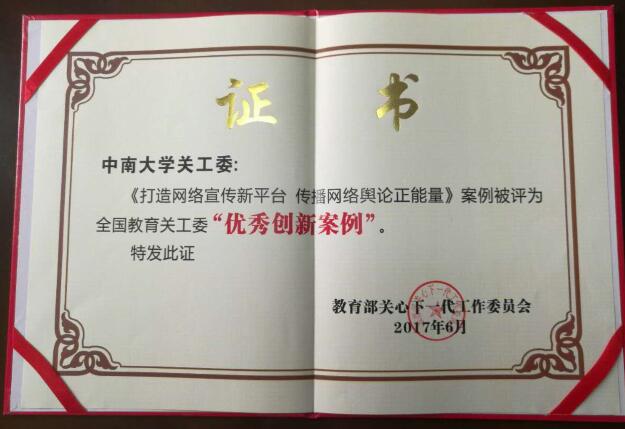 证 书
中南大学关工委:
《打造网络宣传新平台 传播网络舆论正能量》案例被评为
全国教育关工委“优秀创新案例”。
特发此证
教育部关心下一代工作委员会
2017年6月